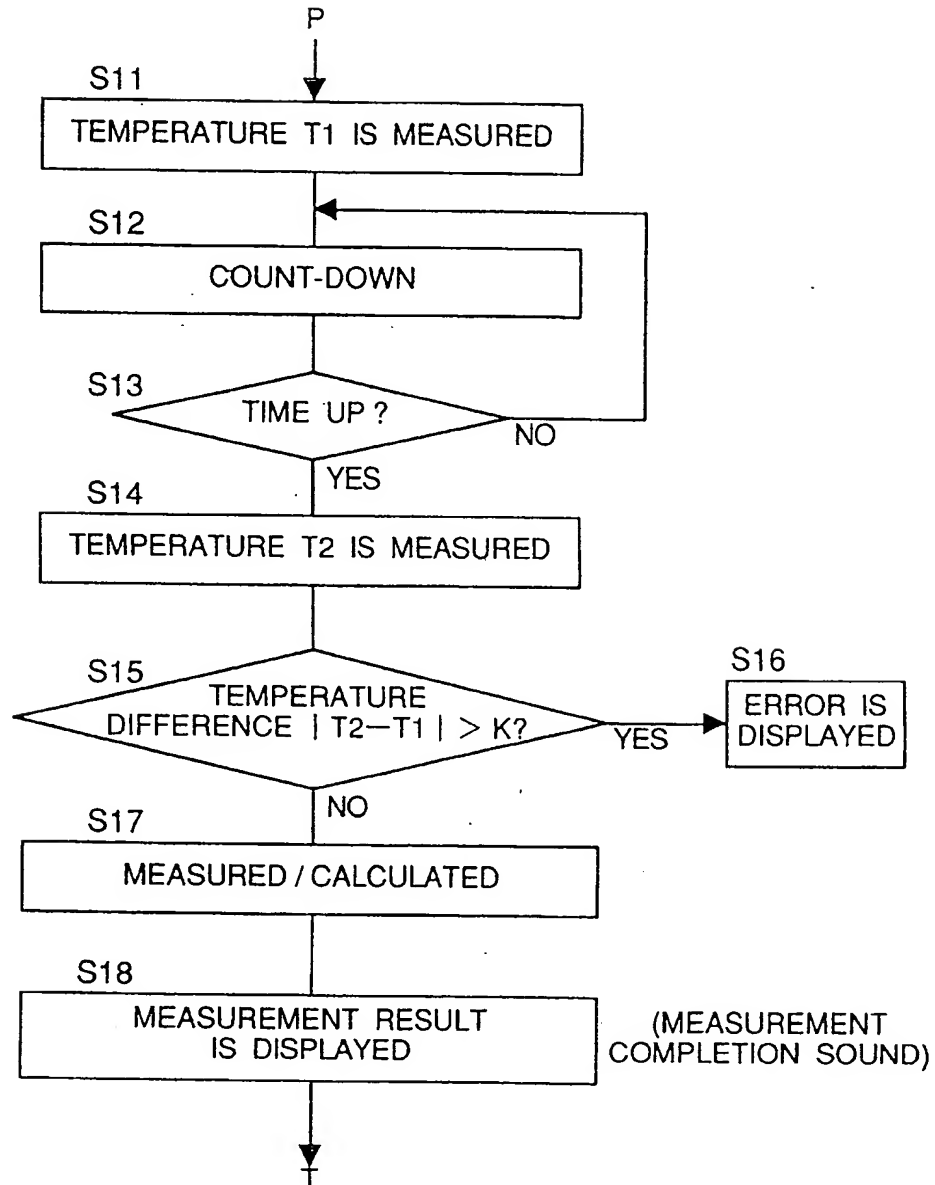 P
S11
TEMPERATURE T1 IS MEASURED
S12
COUNT-DOWN
S13
TIME UP ?
NO
YES
S14
TEMPERATURE T2 IS MEASURED
S15
TEMPERATURE
DIFFERENCE | T2–T1 | > K?
YES
S16
ERROR IS
DISPLAYED
NO
S17
MEASURED / CALCULATED
S18
MEASUREMENT RESULT
IS DISPLAYED
(MEASUREMENT
COMPLETION SOUND)
T